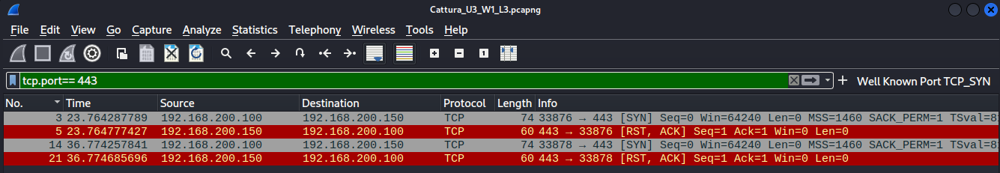 Cattura_U3_W1_L3.pcapng
File Edit View Go Capture Analyze Statistics Telephony Wireless Tools Help
tcp.port== 443 Well Known Port TCP_SYN
No. Time Source Destination Protocol Length Info
3 23.764287789 192.168.200.100 192.168.200.150 TCP 74 33876 → 443 [SYN] Seq=0 Win=64240 Len=0 MSS=1460 SACK_PERM=1 TSval=8
5 23.764777427 192.168.200.150 192.168.200.100 TCP 60 443 → 33876 [RST, ACK] Seq=1 Ack=1 Win=0 Len=0
14 36.774257841 192.168.200.100 192.168.200.150 TCP 74 33878 → 443 [SYN] Seq=0 Win=64240 Len=0 MSS=1460 SACK_PERM=1 TSval=8
21 36.774685696 192.168.200.150 192.168.200.100 TCP 60 443 → 33878 [RST, ACK] Seq=1 Ack=1 Win=0 Len=0